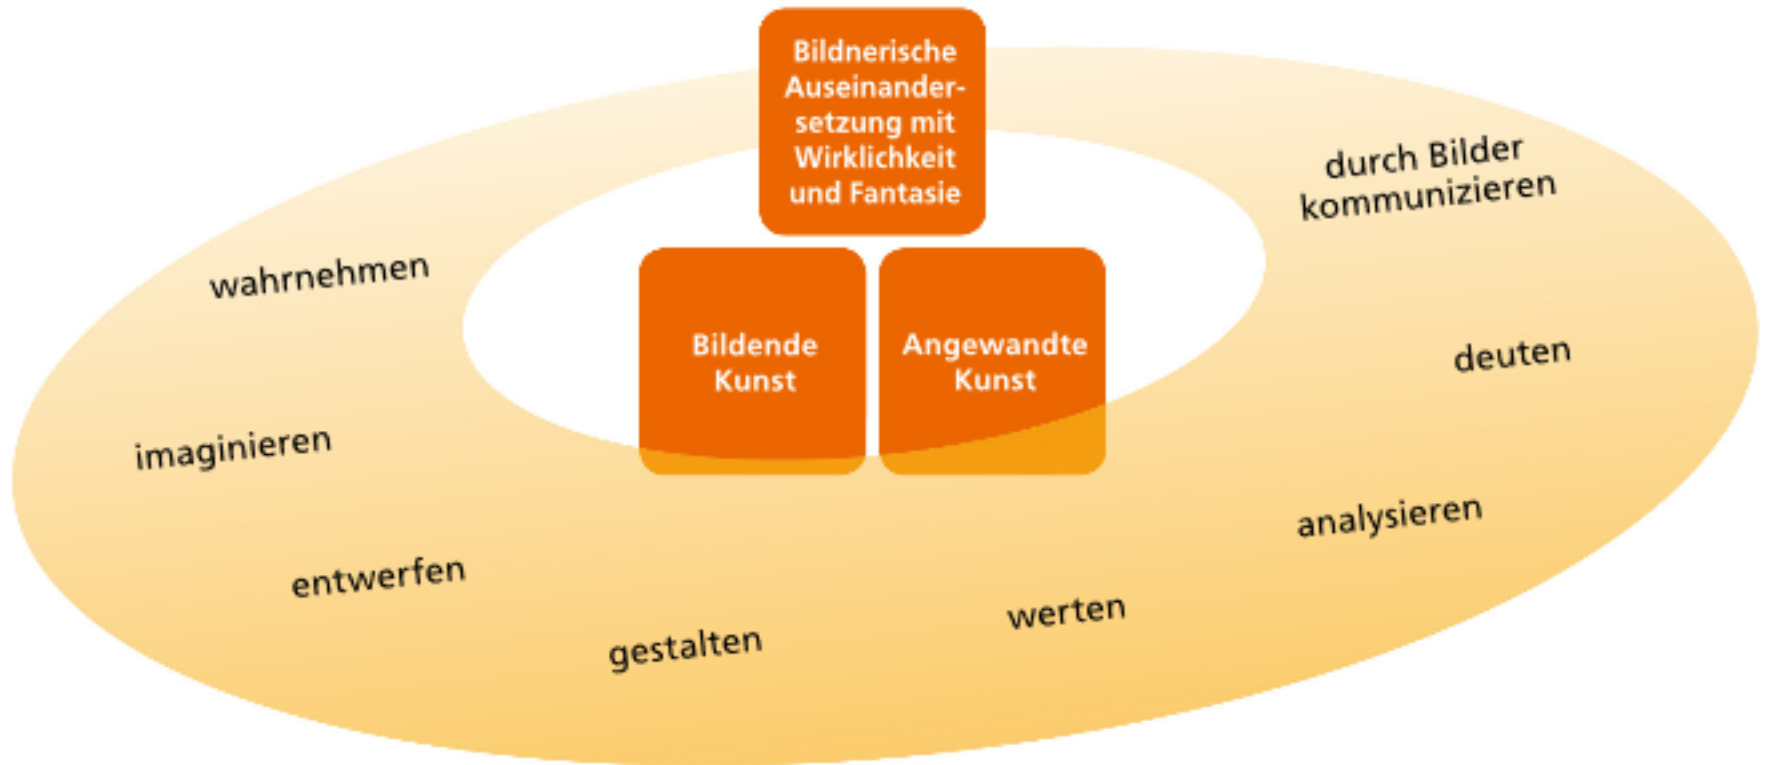 Bildnerische
Auseinander-
setzung mit
Wirklichkeit
und Fantasie
Bildende
Kunst
Angewandte
Kunst
wahrnehmen
imaginieren
entwerfen
gestalten
werten
analysieren
deuten
durch Bilder
kommunizieren